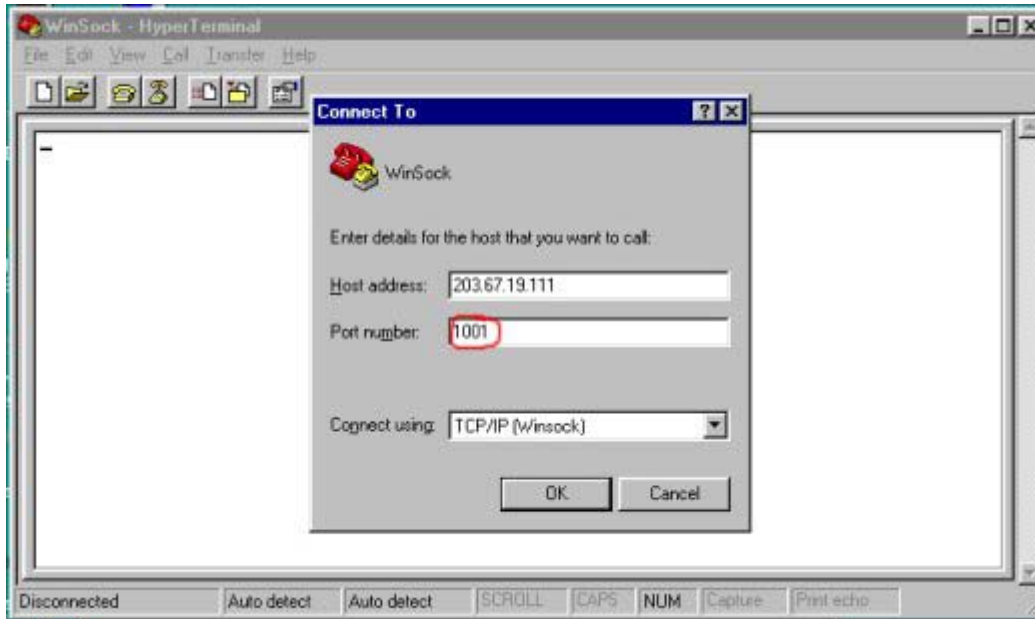 WinSock - HyperTerminal
File Edit View Call Transfer Help
Connect To
WinSock
Enter details for the host that you want to call:
Host address: 203.67.19.111
Port number: 1001
Connect using: TCP/IP (Winsock)
OK Cancel
Disconnected Auto detect Auto detect SCROLL CAPS NUM Capture Print echo